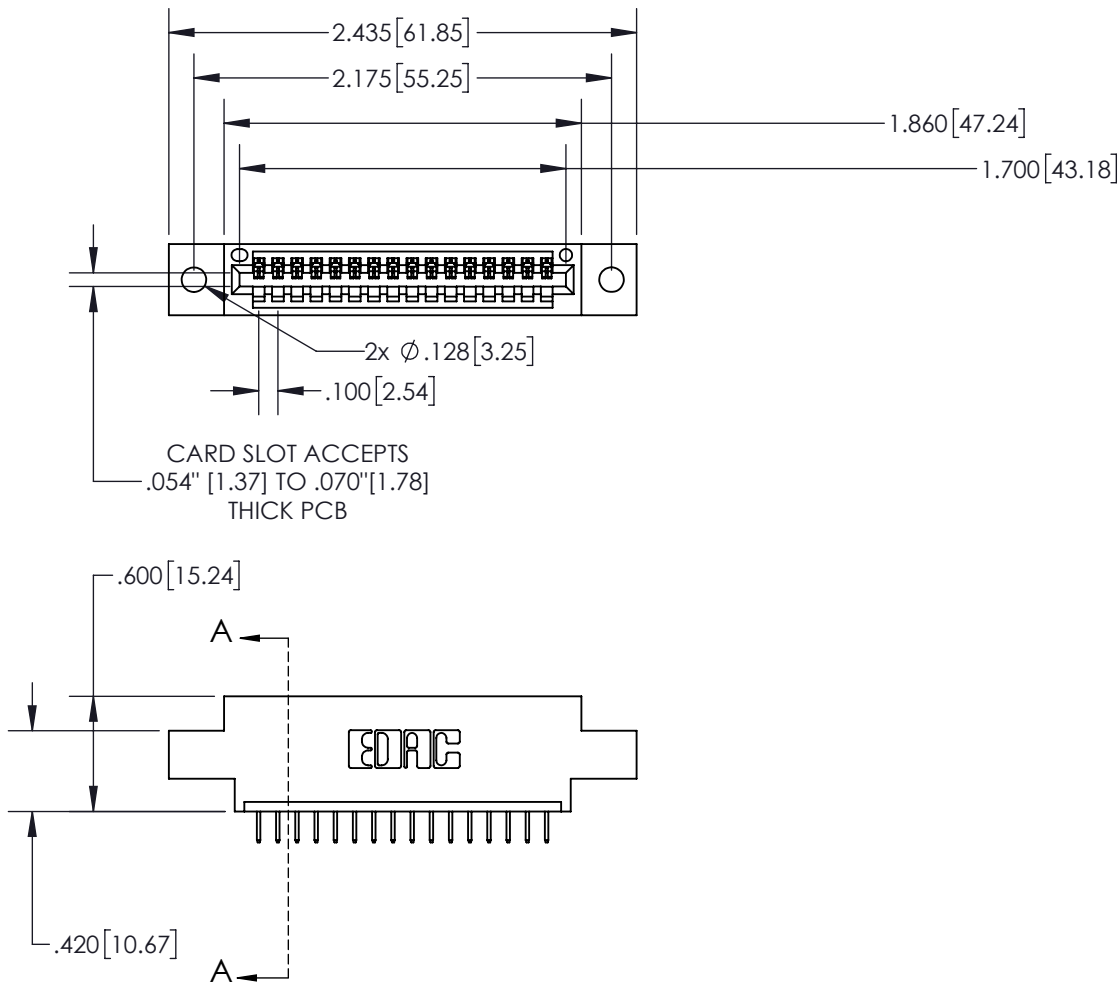 2.435[61.85]
2.175[55.25]
1.860[47.24]
1.700[43.18]
2x Ø.128[3.25]
.100[2.54]
CARD SLOT ACCEPTS
.054" [1.37] TO .070"[1.78]
THICK PCB
.600[15.24]
A
EDAC
.420[10.67]
A